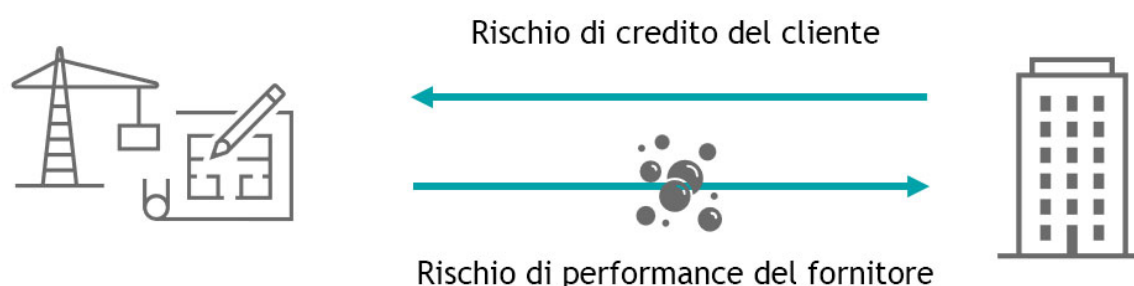 Rischio di credito del cliente
Rischio di performance del fornitore